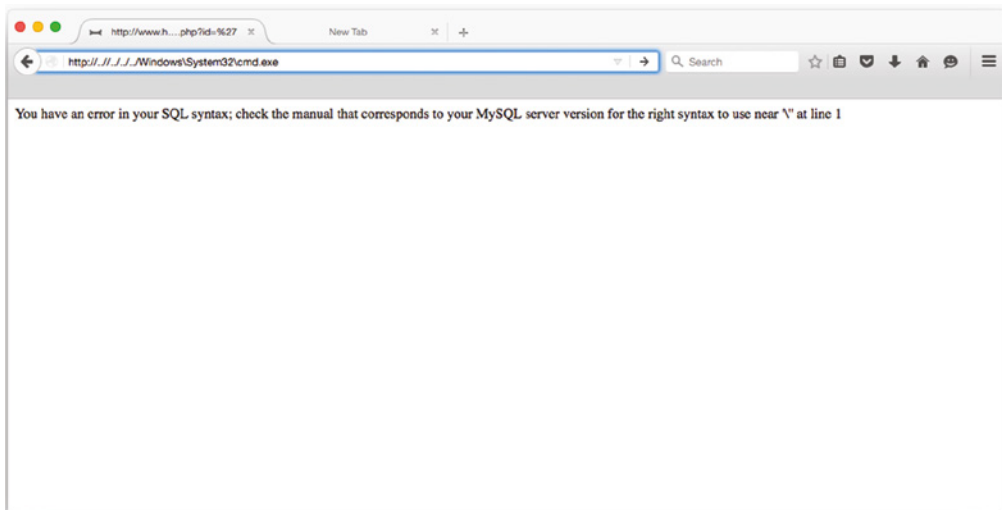 http://www.h....php?id=%27
New Tab
http://..//../../../Windows\System32\cmd.exe
Search
You have an error in your SQL syntax; check the manual that corresponds to your MySQL server version for the right syntax to use near '\'' at line 1